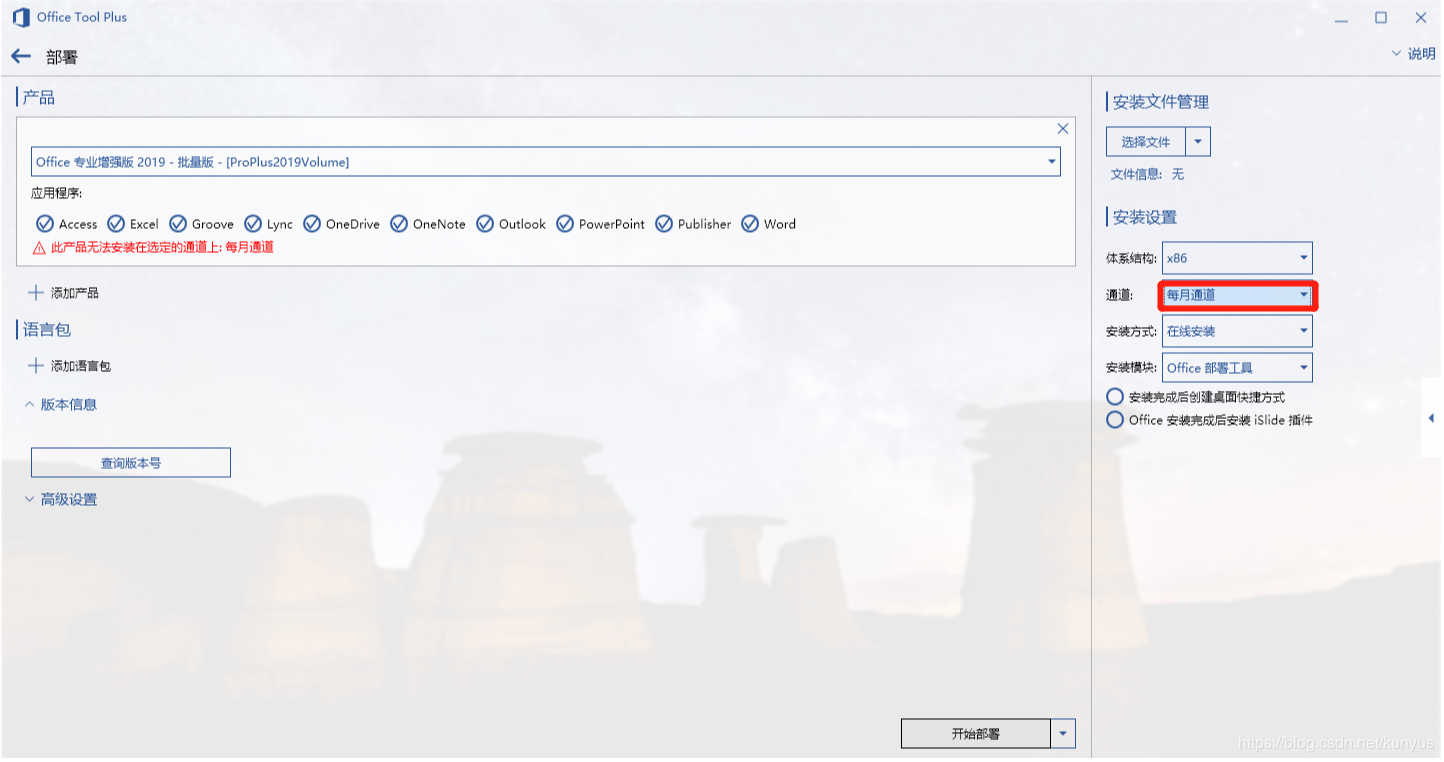 Office Tool Plus
部署
说明
产品
Office 专业增强版 2019 - 批量版 - [ProPlus2019Volume]
应用程序:
Access Excel Groove Lync OneDrive OneNote Outlook PowerPoint Publisher Word
此产品无法安装在选定的通道上: 每月通道
添加产品
语言包
添加语言包
版本信息
查询版本号
高级设置
开始部署
安装文件管理
选择文件
文件信息: 无
安装设置
体系结构: x86
通道: 每月通道
安装方式: 在线安装
安装模块: Office 部署工具
安装完成后创建桌面快捷方式
Office 安装完成后安装 iSlide 插件
https://blog.csdn.net/kunyus